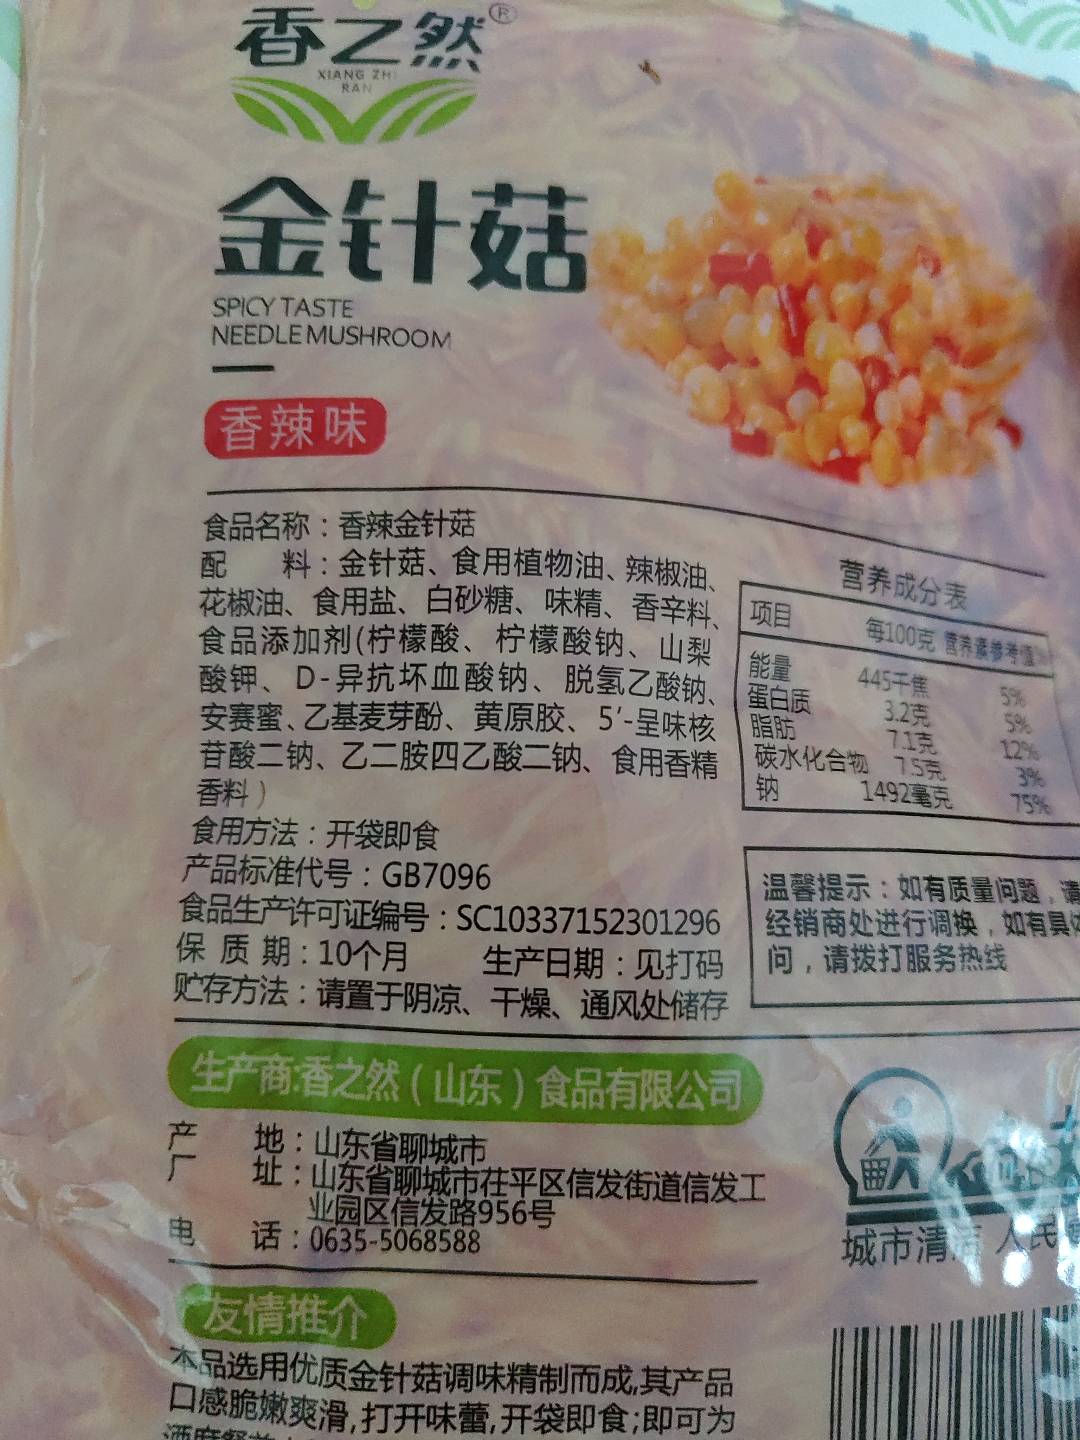 香之然®
XIANG ZHI
RAN
金针菇
SPICY TASTE
NEEDLE MUSHROOM
香辣味
食品名称：香辣金针菇
配 料：金针菇、食用植物油、辣椒油、
花椒油、食用盐、白砂糖、味精、香辛料、
食品添加剂(柠檬酸、柠檬酸钠、山梨
酸钾、D-异抗坏血酸钠、脱氢乙酸钠、
安赛蜜、乙基麦芽酚、黄原胶、5′-呈味核
苷酸二钠、乙二胺四乙酸二钠、食用香精
香料）
食用方法：开袋即食
产品标准代号：GB7096
食品生产许可证编号：SC10337152301296
保 质 期：10个月 生产日期：见打码
贮存方法：请置于阴凉、干燥、通风处储存
营养成分表
项目 每100克 营养素参考值%
能量 445千焦 5%
蛋白质 3.2克 5%
脂肪 7.1克 12%
碳水化合物 7.5克 3%
钠 1492毫克 75%
温馨提示：如有质量问题，请
经销商处进行调换，如有具体
问，请拨打服务热线
生产商:香之然（山东）食品有限公司
产 地：山东省聊城市
厂 址：山东省聊城市茌平区信发街道信发工
业园区信发路956号
电 话：0635-5068588
城市清洁 人民
友情推介
本品选用优质金针菇调味精制而成,其产品
口感脆嫩爽滑,打开味蕾,开袋即食;即可为